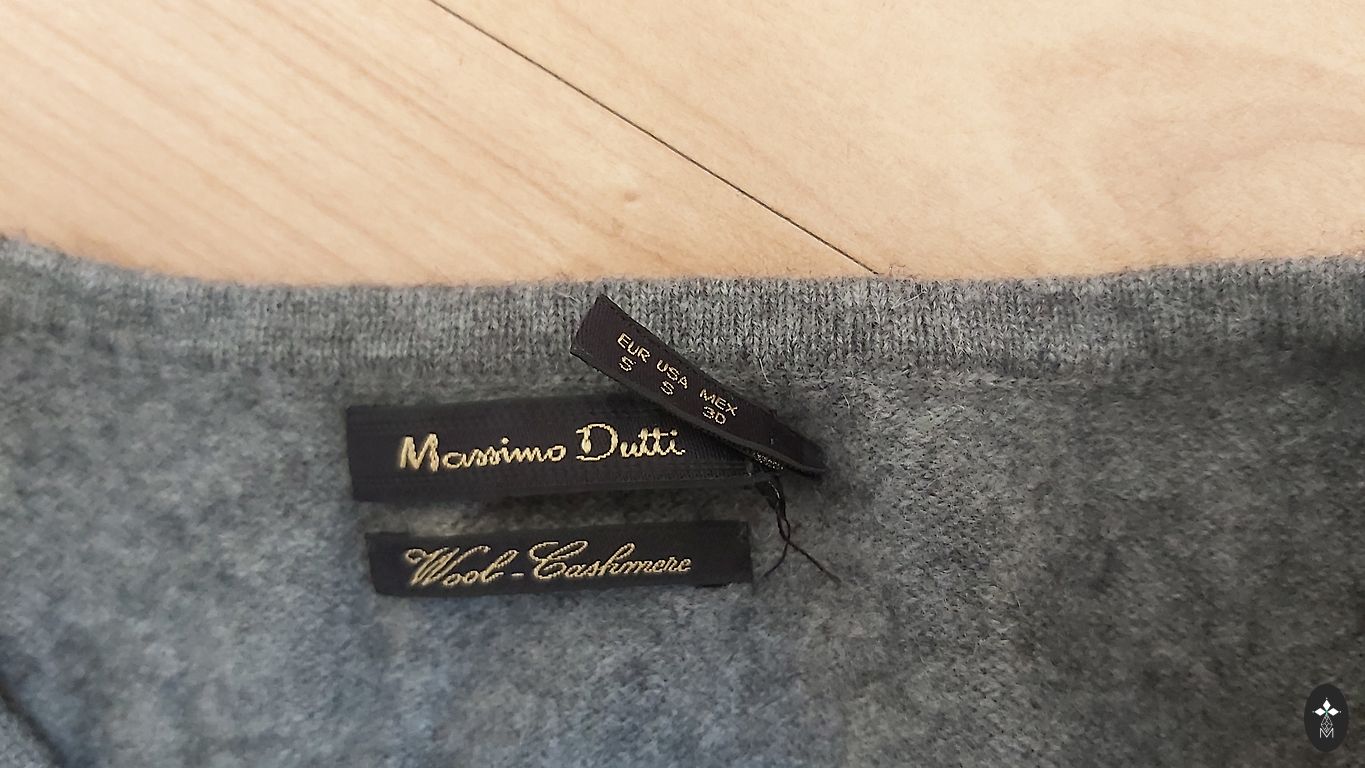 EUR USA MEX
S S 30
Massimo Dutti
Wool-Cashmere
M